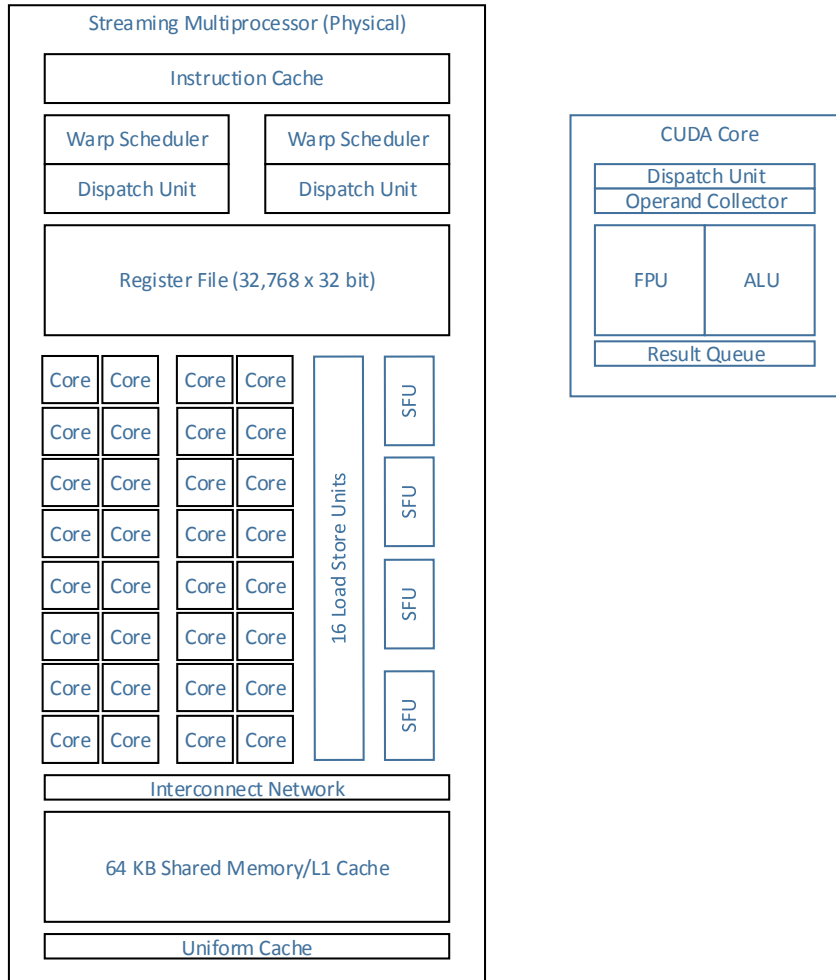 Streaming Multiprocessor (Physical)
Instruction Cache
Warp Scheduler Warp Scheduler
Dispatch Unit Dispatch Unit
Register File (32,768 x 32 bit)
Core Core Core Core
Core Core Core Core
Core Core Core Core
Core Core Core Core
Core Core Core Core
Core Core Core Core
Core Core Core Core
Core Core Core Core
16 Load Store Units
SFU
SFU
SFU
SFU
Interconnect Network
64 KB Shared Memory/L1 Cache
Uniform Cache
CUDA Core
Dispatch Unit
Operand Collector
FPU ALU
Result Queue